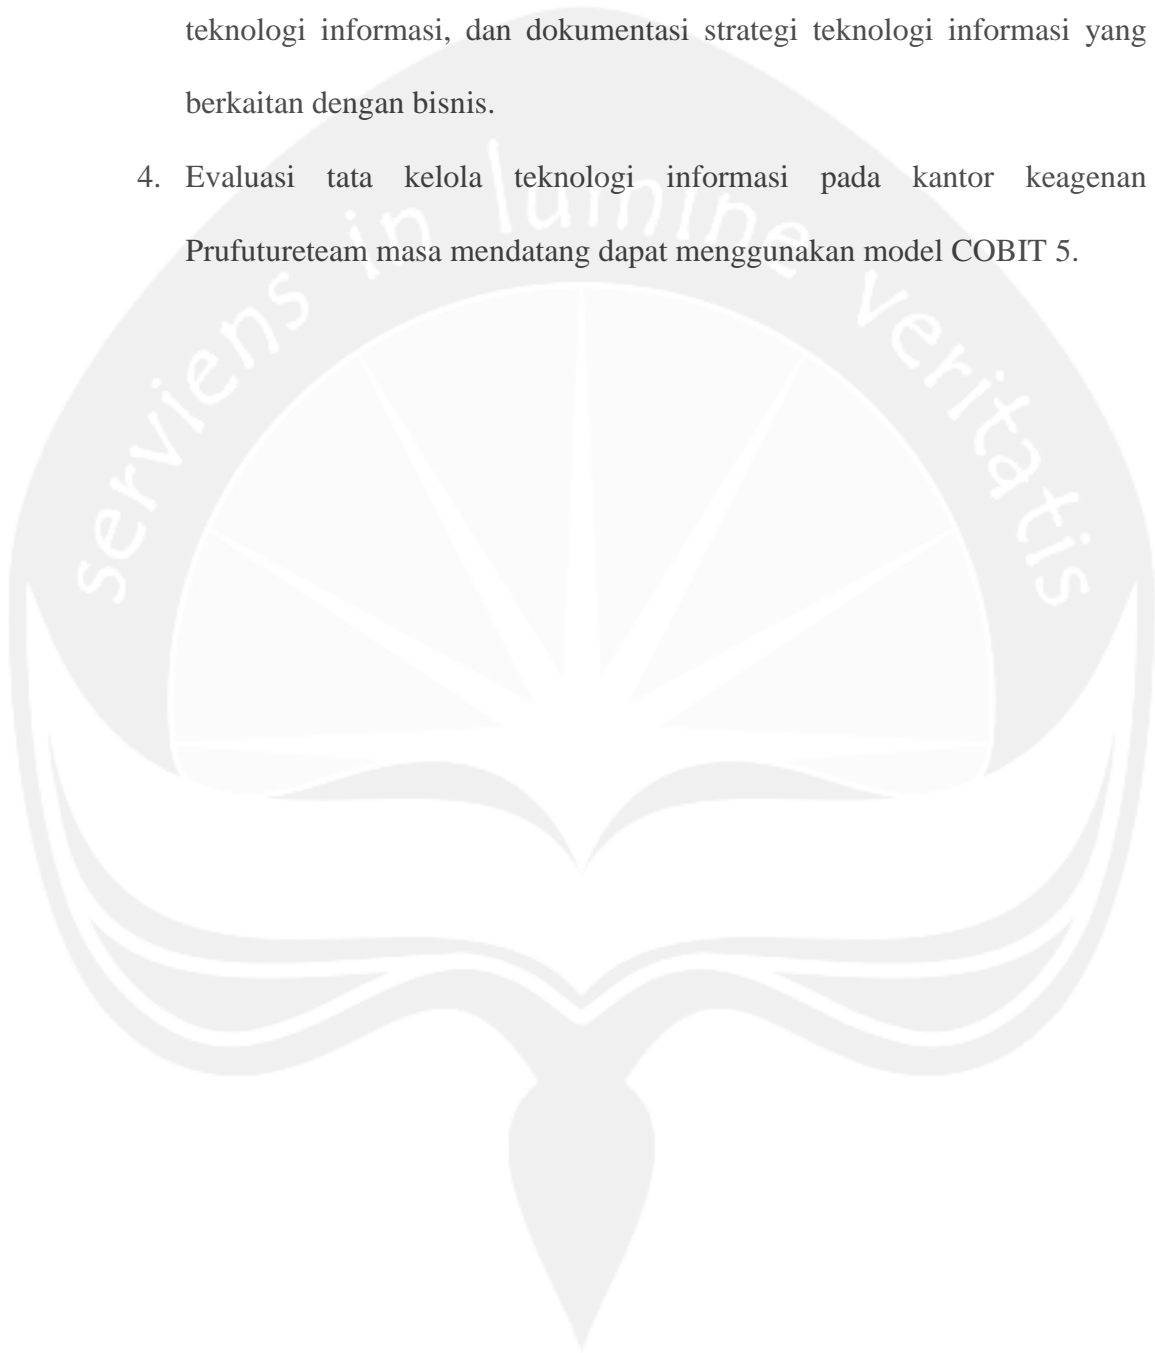 teknologi informasi, dan dokumentasi strategi teknologi informasi yang
berkaitan dengan bisnis.
4. Evaluasi tata kelola teknologi informasi pada kantor keagenan
Prufutureteam masa mendatang dapat menggunakan model COBIT 5.
serviens in lumine veritatis